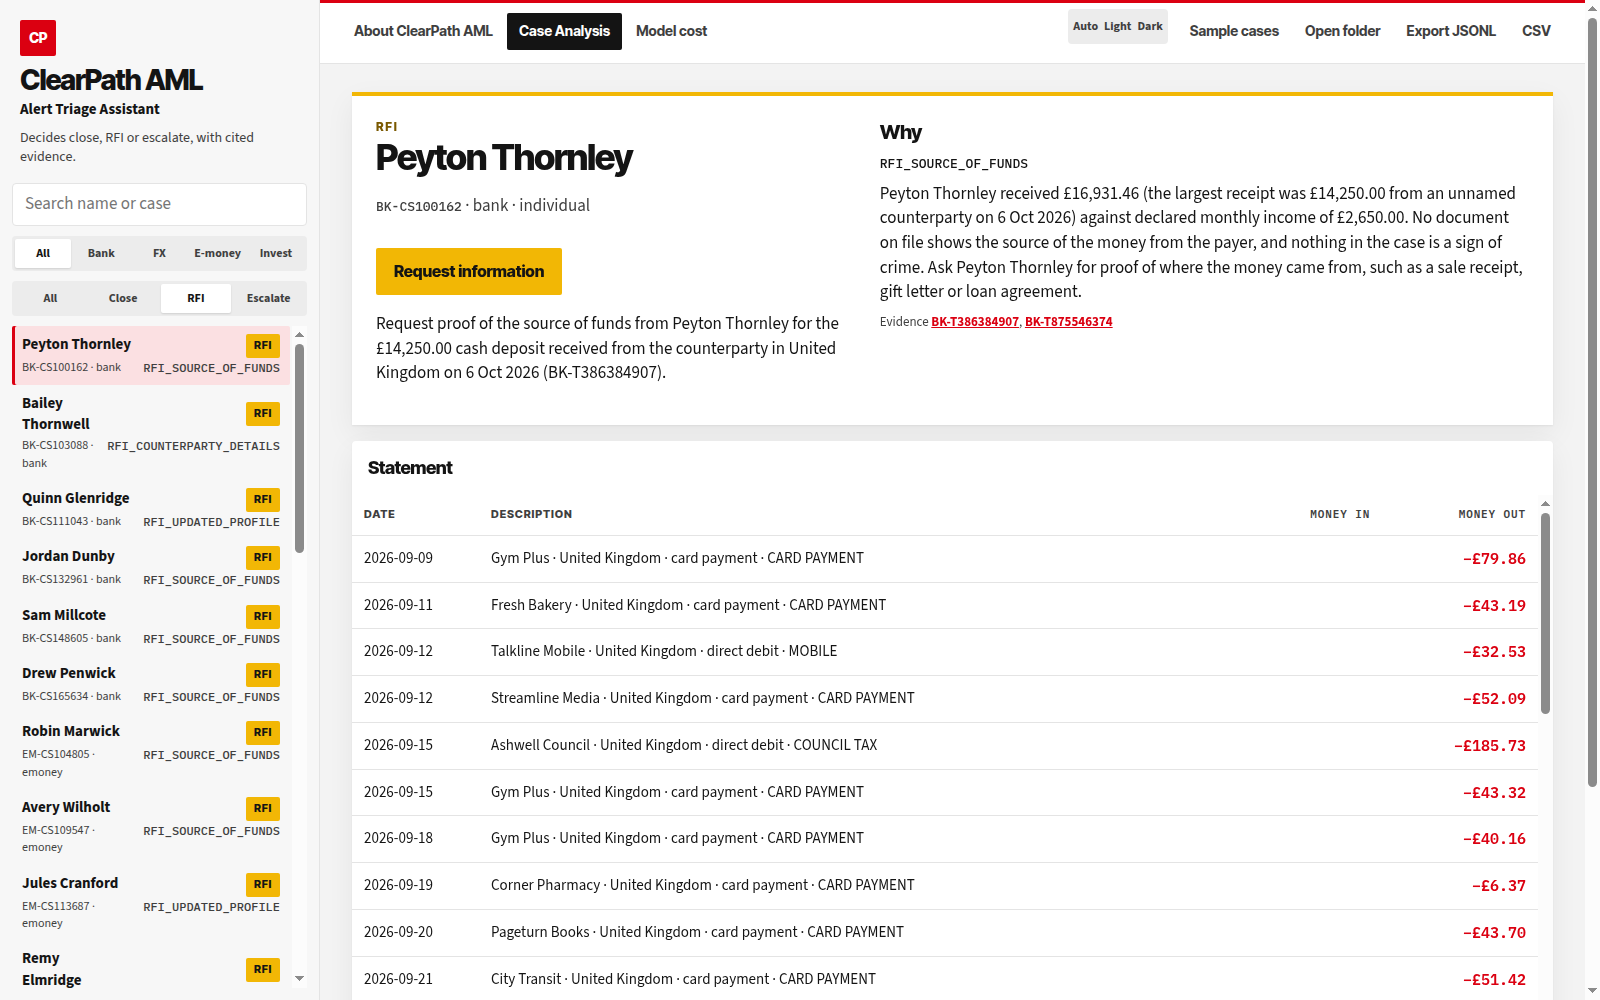 CP
ClearPath AML
Alert Triage Assistant
Decides close, RFI or escalate, with cited
evidence.
Search name or case
All Bank FX E-money Invest
All Close RFI Escalate
Peyton Thornley RFI
BK-CS100162 · bank RFI_SOURCE_OF_FUNDS
Bailey
Thornwell RFI
BK-CS103088 · RFI_COUNTERPARTY_DETAILS
bank
Quinn Glenridge RFI
BK-CS111043 · bank RFI_UPDATED_PROFILE
Jordan Dunby RFI
BK-CS132961 · bank RFI_SOURCE_OF_FUNDS
Sam Millcote RFI
BK-CS148605 · bank RFI_SOURCE_OF_FUNDS
Drew Penwick RFI
BK-CS165634 · bank RFI_SOURCE_OF_FUNDS
Robin Marwick RFI
EM-CS104805 · RFI_SOURCE_OF_FUNDS
emoney
Avery Wilholt RFI
EM-CS109547 · RFI_SOURCE_OF_FUNDS
emoney
Jules Cranford RFI
EM-CS113687 · RFI_UPDATED_PROFILE
emoney
Remy
Elmridge RFI
About ClearPath AML Case Analysis Model cost Auto Light Dark Sample cases Open folder Export JSONL CSV
RFI
Peyton Thornley
BK-CS100162 · bank · individual
Request information
Request proof of the source of funds from Peyton Thornley for the
£14,250.00 cash deposit received from the counterparty in United
Kingdom on 6 Oct 2026 (BK-T386384907).
Why
RFI_SOURCE_OF_FUNDS
Peyton Thornley received £16,931.46 (the largest receipt was £14,250.00 from an unnamed
counterparty on 6 Oct 2026) against declared monthly income of £2,650.00. No document
on file shows the source of the money from the payer, and nothing in the case is a sign of
crime. Ask Peyton Thornley for proof of where the money came from, such as a sale receipt,
gift letter or loan agreement.
Evidence BK-T386384907, BK-T875546374
Statement
DATE DESCRIPTION MONEY IN MONEY OUT
2026-09-09 Gym Plus · United Kingdom · card payment · CARD PAYMENT −£79.86
2026-09-11 Fresh Bakery · United Kingdom · card payment · CARD PAYMENT −£43.19
2026-09-12 Talkline Mobile · United Kingdom · direct debit · MOBILE −£32.53
2026-09-12 Streamline Media · United Kingdom · card payment · CARD PAYMENT −£52.09
2026-09-15 Ashwell Council · United Kingdom · direct debit · COUNCIL TAX −£185.73
2026-09-15 Gym Plus · United Kingdom · card payment · CARD PAYMENT −£43.32
2026-09-18 Gym Plus · United Kingdom · card payment · CARD PAYMENT −£40.16
2026-09-19 Corner Pharmacy · United Kingdom · card payment · CARD PAYMENT −£6.37
2026-09-20 Pageturn Books · United Kingdom · card payment · CARD PAYMENT −£43.70
2026-09-21 City Transit · United Kingdom · card payment · CARD PAYMENT −£51.42